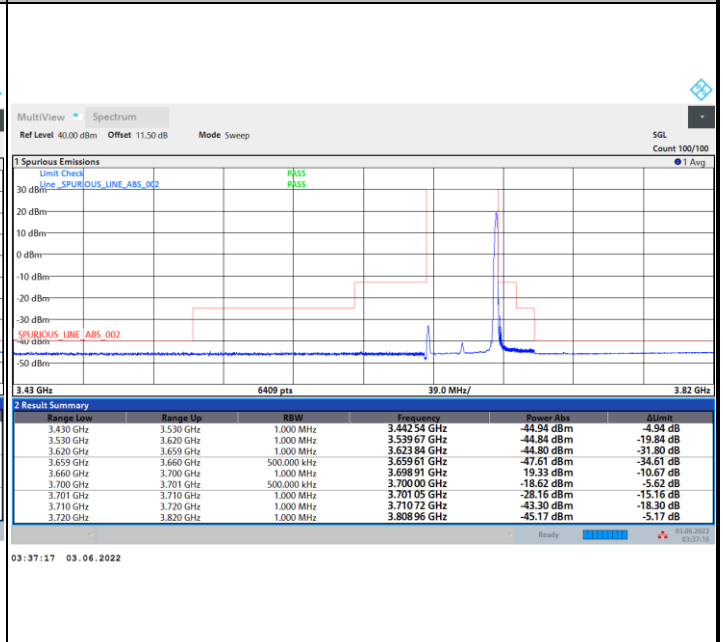 MultiView Spectrum
Ref Level 40.00 dBm Offset 11.50 dB Mode Sweep SGL
Count 100/100
1 Spurious Emissions 1 Avg
Limit Check PASS
Line _SPURIOUS_LINE_ABS_002 PASS
30 dBm
20 dBm
10 dBm
0 dBm
-10 dBm
-20 dBm
-30 dBm
SPURIOUS_LINE_ABS_002
-40 dBm
-50 dBm
3.43 GHz 6409 pts 39.0 MHz/ 3.82 GHz
2 Result Summary
Range Low Range Up RBW Frequency Power Abs ΔLimit
3.430 GHz 3.530 GHz 1.000 MHz 3.442 54 GHz -44.94 dBm -4.94 dB
3.530 GHz 3.620 GHz 1.000 MHz 3.539 67 GHz -44.84 dBm -19.84 dB
3.620 GHz 3.659 GHz 1.000 MHz 3.623 84 GHz -44.80 dBm -31.80 dB
3.659 GHz 3.660 GHz 500.000 kHz 3.659 61 GHz -47.61 dBm -34.61 dB
3.660 GHz 3.700 GHz 1.000 MHz 3.698 91 GHz 19.33 dBm -10.67 dB
3.700 GHz 3.701 GHz 500.000 kHz 3.700 00 GHz -18.62 dBm -5.62 dB
3.701 GHz 3.710 GHz 1.000 MHz 3.701 05 GHz -28.16 dBm -15.16 dB
3.710 GHz 3.720 GHz 1.000 MHz 3.710 72 GHz -43.30 dBm -18.30 dB
3.720 GHz 3.820 GHz 1.000 MHz 3.808 96 GHz -45.17 dBm -5.17 dB
Ready 03.06.2022
03:37:16
03:37:17 03.06.2022